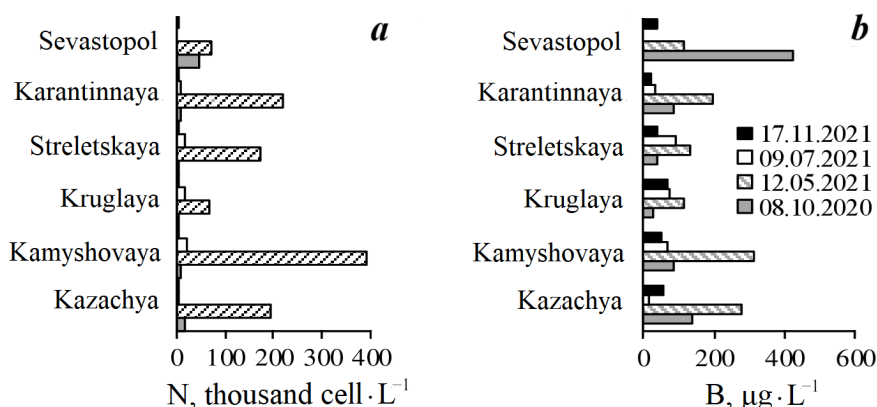 a
Sevastopol
Karantinnaya
Streletskaya
Kruglaya
Kamyshovaya
Kazachya
0 100 200 300 400
N, thousand cell · L⁻¹
b
Sevastopol
Karantinnaya
Streletskaya
Kruglaya
Kamyshovaya
Kazachya
17.11.2021
09.07.2021
12.05.2021
08.10.2020
0 200 400 600
B, µg · L⁻¹